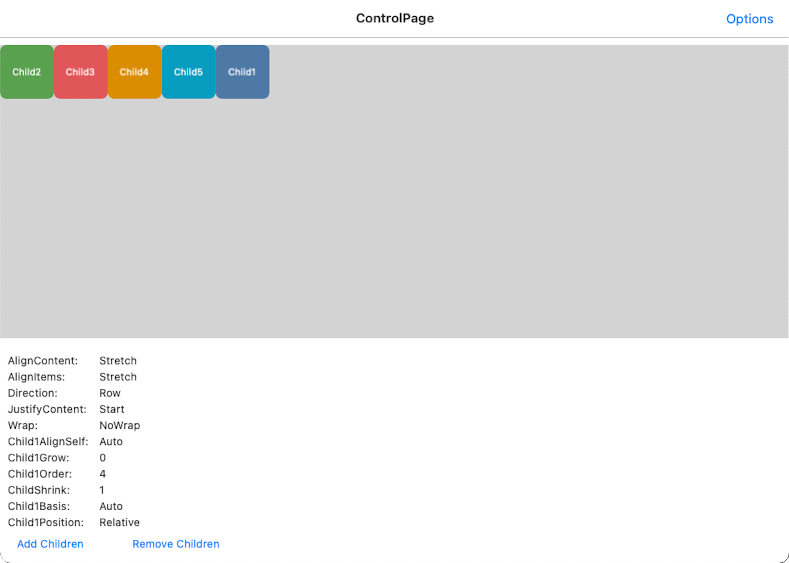 ControlPage
Options
Child2 Child3 Child4 Child5 Child1
AlignContent: Stretch
AlignItems: Stretch
Direction: Row
JustifyContent: Start
Wrap: NoWrap
Child1AlignSelf: Auto
Child1Grow: 0
Child1Order: 4
ChildShrink: 1
Child1Basis: Auto
Child1Position: Relative
Add Children Remove Children